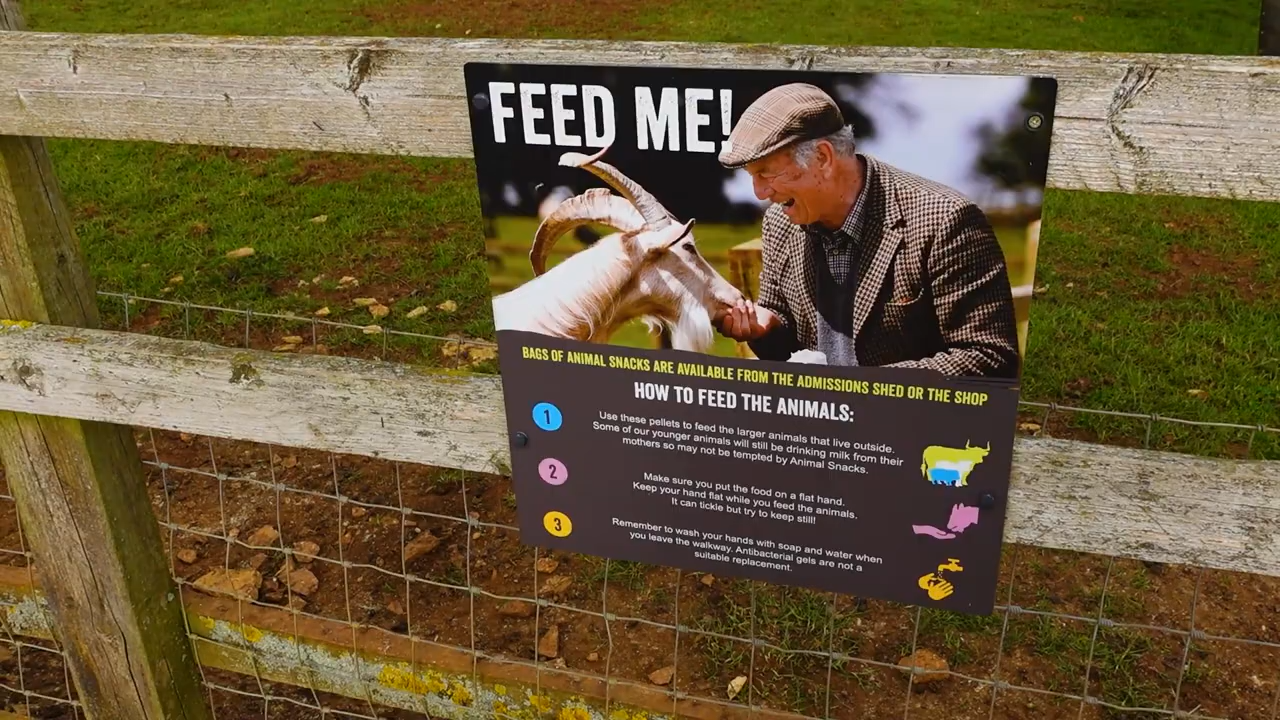 FEED ME!
BAGS OF ANIMAL SNACKS ARE AVAILABLE FROM THE ADMISSIONS SHED OR THE SHOP
HOW TO FEED THE ANIMALS:
1
Use these pellets to feed the larger animals that live outside.
Some of our younger animals will still be drinking milk from their
mothers so may not be tempted by Animal Snacks.
2
Make sure you put the food on a flat hand.
Keep your hand flat while you feed the animals.
It can tickle but try to keep still!
3
Remember to wash your hands with soap and water when
you leave the walkway. Antibacterial gels are not a
suitable replacement.